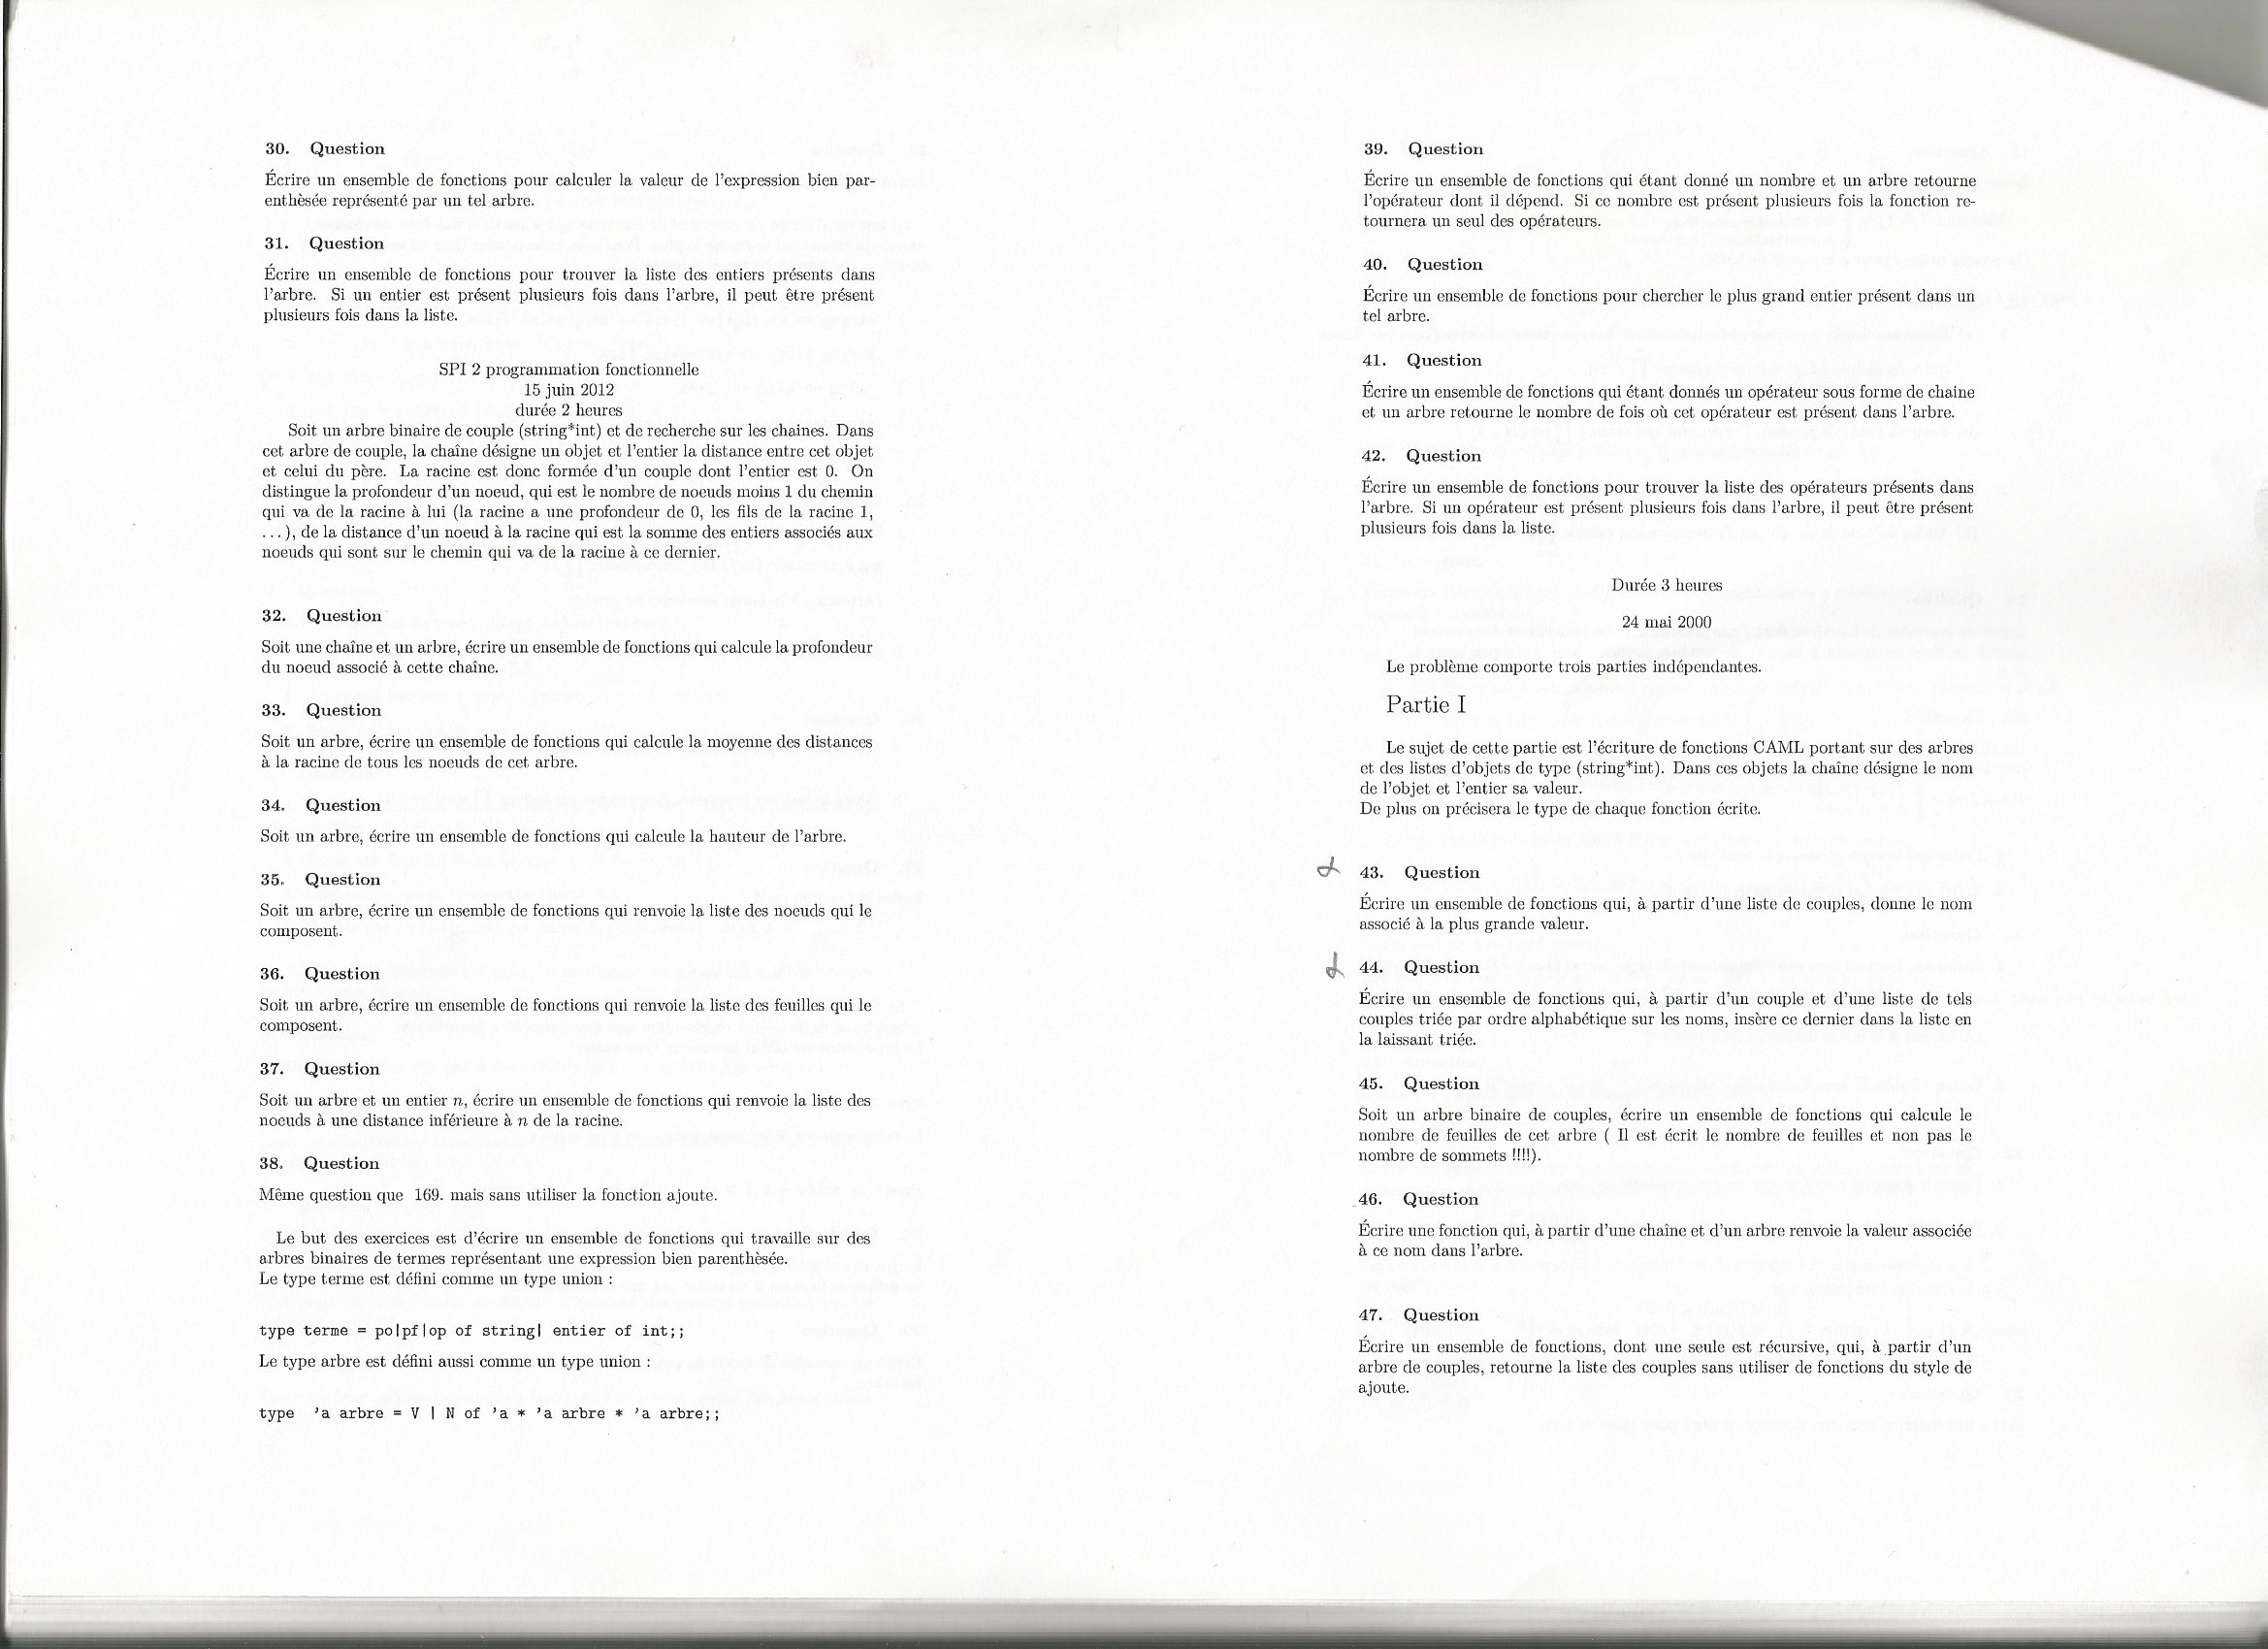 30. Question
Écrire un ensemble de fonctions pour calculer la valeur de l'expression bien par-
enthèsée représenté par un tel arbre.
31. Question
Écrire un ensemble de fonctions pour trouver la liste des entiers présents dans
l'arbre. Si un entier est présent plusieurs fois dans l'arbre, il peut être présent
plusieurs fois dans la liste.
SPI 2 programmation fonctionnelle
15 juin 2012
durée 2 heures
Soit un arbre binaire de couple (string*int) et de recherche sur les chaines. Dans
cet arbre de couple, la chaîne désigne un objet et l'entier la distance entre cet objet
et celui du père. La racine est donc formée d'un couple dont l'entier est 0. On
distingue la profondeur d'un noeud, qui est le nombre de noeuds moins 1 du chemin
qui va de la racine à lui (la racine a une profondeur de 0, les fils de la racine 1,
...), de la distance d'un noeud à la racine qui est la somme des entiers associés aux
noeuds qui sont sur le chemin qui va de la racine à ce dernier.
32. Question
Soit une chaîne et un arbre, écrire un ensemble de fonctions qui calcule la profondeur
du noeud associé à cette chaîne.
33. Question
Soit un arbre, écrire un ensemble de fonctions qui calcule la moyenne des distances
à la racine de tous les noeuds de cet arbre.
34. Question
Soit un arbre, écrire un ensemble de fonctions qui calcule la hauteur de l'arbre.
35. Question
Soit un arbre, écrire un ensemble de fonctions qui renvoie la liste des noeuds qui le
composent.
36. Question
Soit un arbre, écrire un ensemble de fonctions qui renvoie la liste des feuilles qui le
composent.
37. Question
Soit un arbre et un entier n, écrire un ensemble de fonctions qui renvoie la liste des
noeuds à une distance inférieure à n de la racine.
38. Question
Même question que 169. mais sans utiliser la fonction ajoute.
Le but des exercices est d'écrire un ensemble de fonctions qui travaille sur des
arbres binaires de termes représentant une expression bien parenthèsée.
Le type terme est défini comme un type union :
type terme = po|pf|op of string| entier of int;;
Le type arbre est défini aussi comme un type union :
type 'a arbre = V | N of 'a * 'a arbre * 'a arbre;;
39. Question
Écrire un ensemble de fonctions qui étant donné un nombre et un arbre retourne
l'opérateur dont il dépend. Si ce nombre est présent plusieurs fois la fonction re-
tournera un seul des opérateurs.
40. Question
Écrire un ensemble de fonctions pour chercher le plus grand entier présent dans un
tel arbre.
41. Question
Écrire un ensemble de fonctions qui étant donnés un opérateur sous forme de chaine
et un arbre retourne le nombre de fois où cet opérateur est présent dans l'arbre.
42. Question
Écrire un ensemble de fonctions pour trouver la liste des opérateurs présents dans
l'arbre. Si un opérateur est présent plusieurs fois dans l'arbre, il peut être présent
plusieurs fois dans la liste.
Durée 3 heures
24 mai 2000
Le problème comporte trois parties indépendantes.
Partie I
Le sujet de cette partie est l'écriture de fonctions CAML portant sur des arbres
et des listes d'objets de type (string*int). Dans ces objets la chaîne désigne le nom
de l'objet et l'entier sa valeur.
De plus on précisera le type de chaque fonction écrite.
43. Question
Écrire un ensemble de fonctions qui, à partir d'une liste de couples, donne le nom
associé à la plus grande valeur.
44. Question
Écrire un ensemble de fonctions qui, à partir d'un couple et d'une liste de tels
couples triée par ordre alphabétique sur les noms, insère ce dernier dans la liste en
la laissant triée.
45. Question
Soit un arbre binaire de couples, écrire un ensemble de fonctions qui calcule le
nombre de feuilles de cet arbre ( Il est écrit le nombre de feuilles et non pas le
nombre de sommets !!!!).
46. Question
Écrire une fonction qui, à partir d'une chaîne et d'un arbre renvoie la valeur associée
à ce nom dans l'arbre.
47. Question
Écrire un ensemble de fonctions, dont une seule est récursive, qui, à partir d'un
arbre de couples, retourne la liste des couples sans utiliser de fonctions du style de
ajoute.